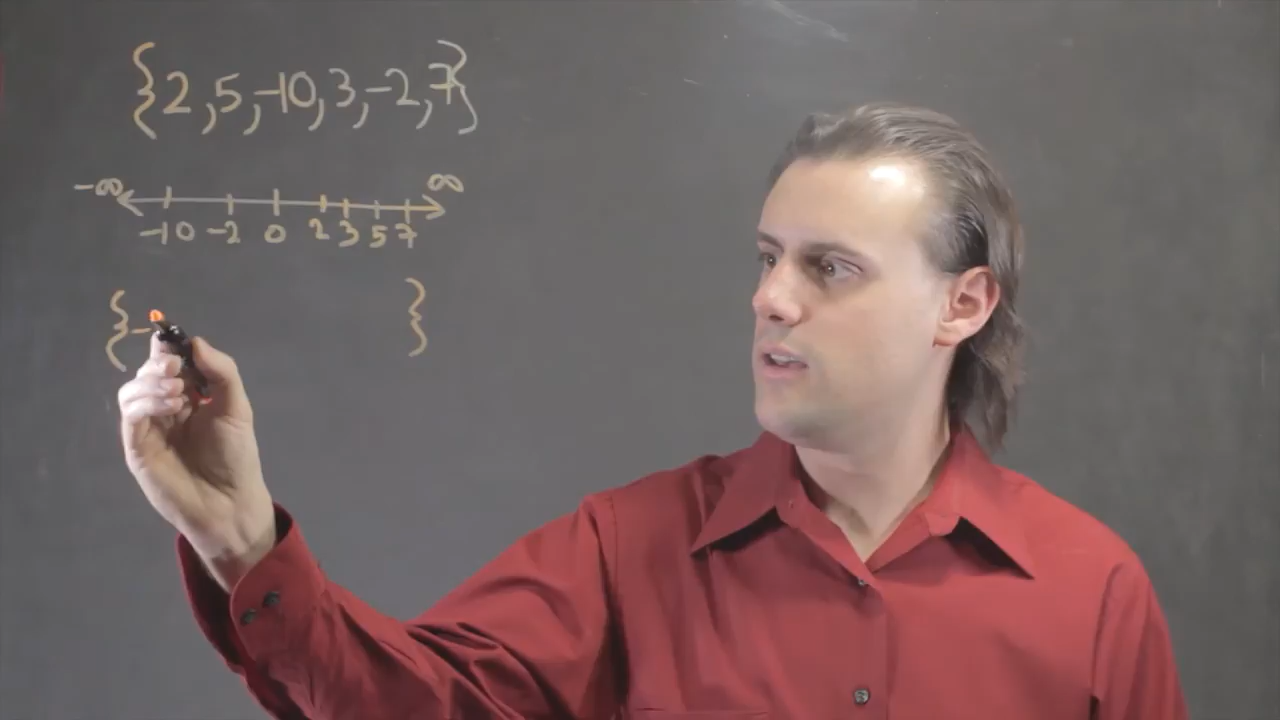 {2,5,-10,3,-2,7}
-∞ ∞
-10 -2 0 2 3 5 7
{- }